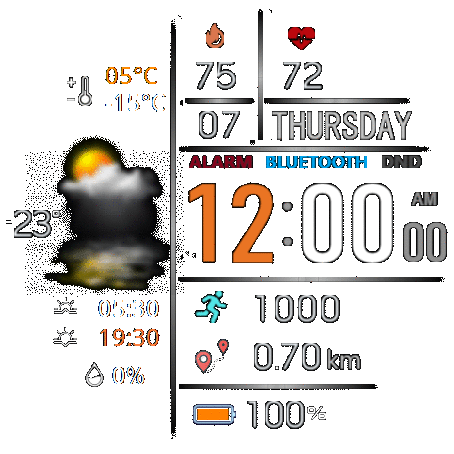 75 72
05°C
-15°C
07 THURSDAY
ALARM BLUETOOTH DND
12:00 AM
00
-23°
05:30
1000
19:30
0.70 km
0%
100%